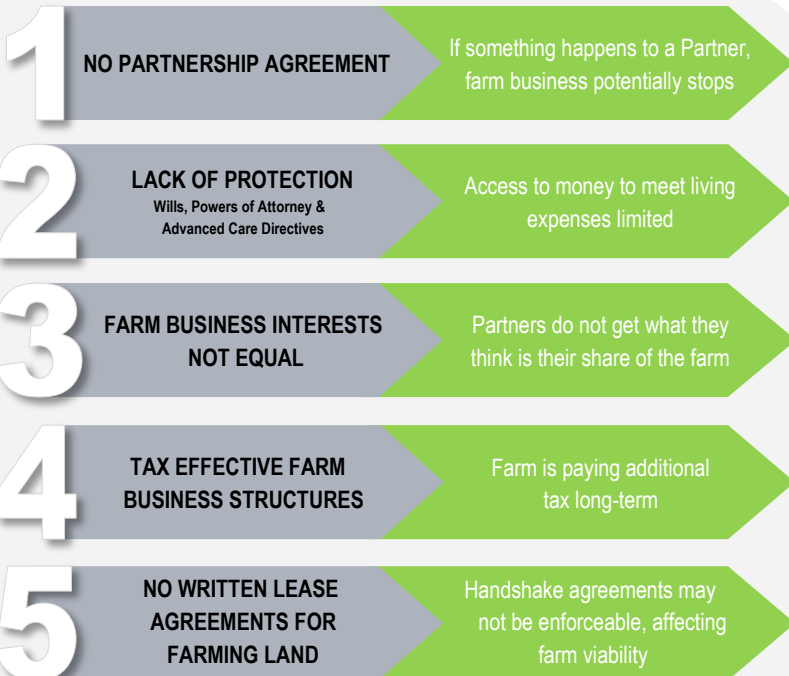 1
NO PARTNERSHIP AGREEMENT
If something happens to a Partner,
farm business potentially stops
2
LACK OF PROTECTION
Wills, Powers of Attorney &
Advanced Care Directives
Access to money to meet living
expenses limited
3
FARM BUSINESS INTERESTS
NOT EQUAL
Partners do not get what they
think is their share of the farm
4
TAX EFFECTIVE FARM
BUSINESS STRUCTURES
Farm is paying additional
tax long-term
5
NO WRITTEN LEASE
AGREEMENTS FOR
FARMING LAND
Handshake agreements may
not be enforceable, affecting
farm viability